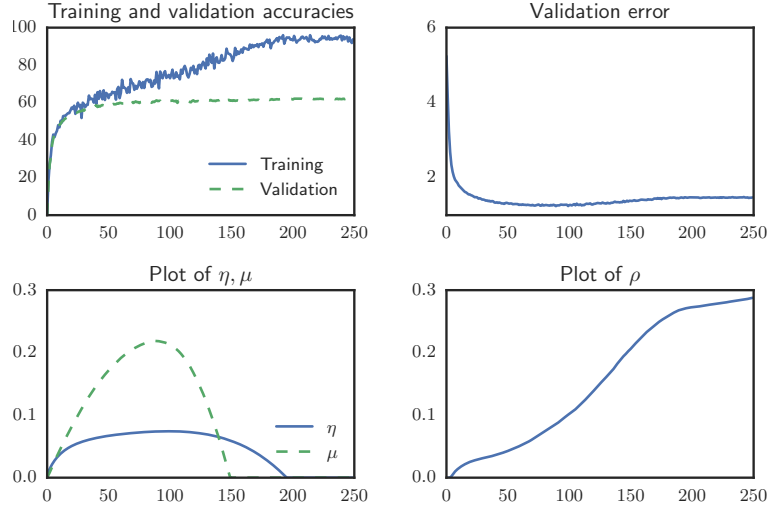 Training and validation accuracies
100
80
60
40
20
0
0 50 100 150 200 250
Training
Validation
Validation error
6
4
2
0 50 100 150 200 250
Plot of η, μ
0.3
0.2
0.1
0.0
0 50 100 150 200 250
η
μ
Plot of ρ
0.3
0.2
0.1
0.0
0 50 100 150 200 250